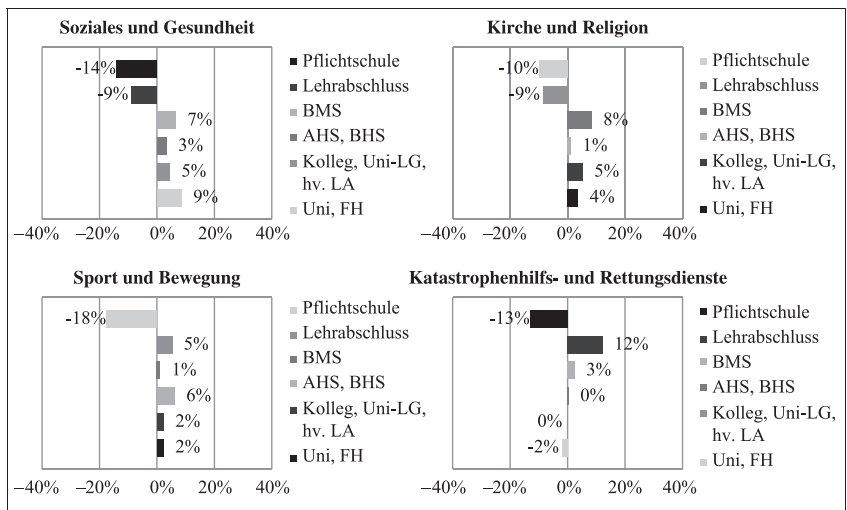 Soziales und Gesundheit
-14%
-9%
7%
3%
5%
9%
–40% –20% 0% 20% 40%
Pflichtschule
Lehrabschluss
BMS
AHS, BHS
Kolleg, Uni-LG,
hv. LA
Uni, FH
Kirche und Religion
-10%
-9%
8%
1%
5%
4%
–40% –20% 0% 20% 40%
Pflichtschule
Lehrabschluss
BMS
AHS, BHS
Kolleg, Uni-LG,
hv. LA
Uni, FH
Sport und Bewegung
-18%
5%
1%
6%
2%
2%
–40% –20% 0% 20% 40%
Pflichtschule
Lehrabschluss
BMS
AHS, BHS
Kolleg, Uni-LG,
hv. LA
Uni, FH
Katastrophenhilfs- und Rettungsdienste
-13%
12%
3%
0%
0%
-2%
–40% –20% 0% 20% 40%
Pflichtschule
Lehrabschluss
BMS
AHS, BHS
Kolleg, Uni-LG,
hv. LA
Uni, FH